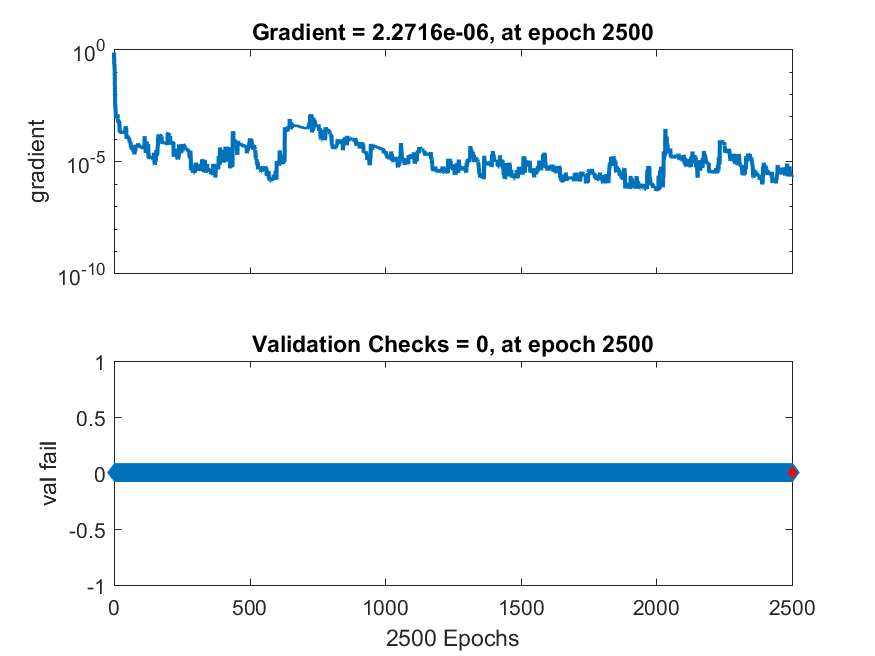 Gradient = 2.2716e-06, at epoch 2500
10^0
10^-5
10^-10
gradient
Validation Checks = 0, at epoch 2500
1
0.5
0
-0.5
-1
val fail
0 500 1000 1500 2000 2500
2500 Epochs